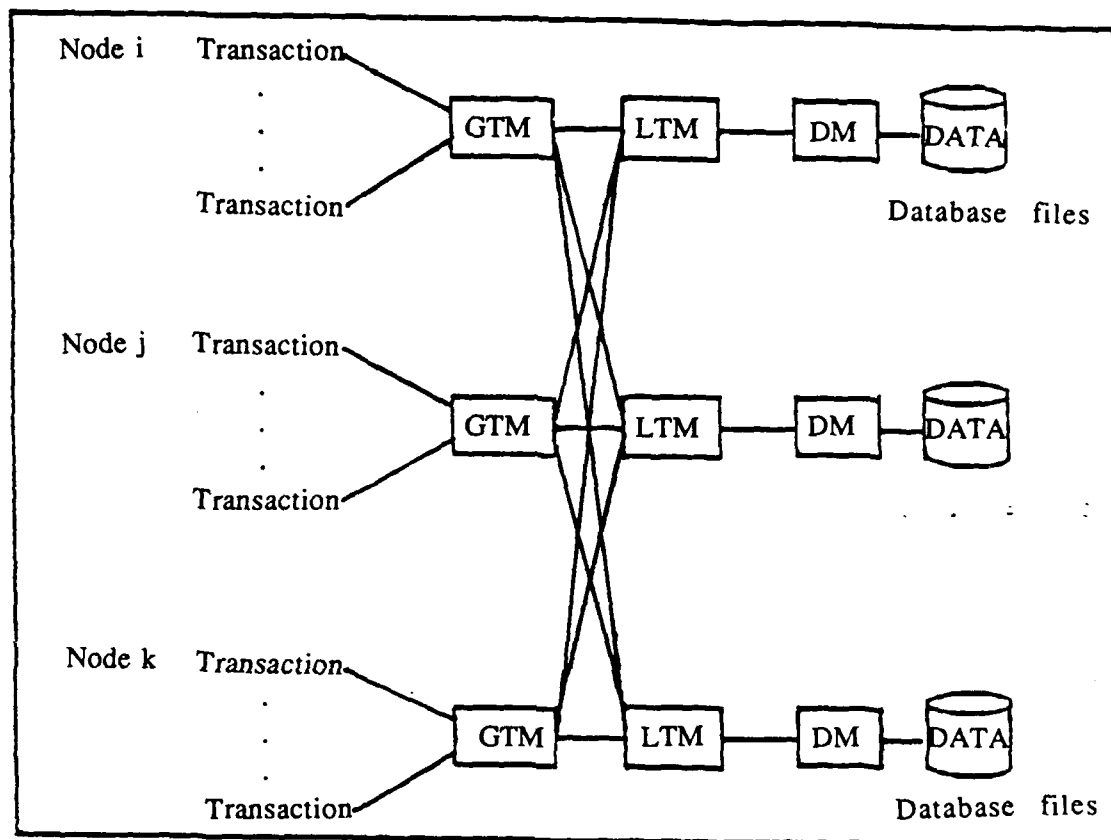 Node i Transaction
GTM LTM DM DATA
Transaction
Database files
Node j Transaction
GTM LTM DM DATA
Transaction
Node k Transaction
GTM LTM DM DATA
Transaction
Database files